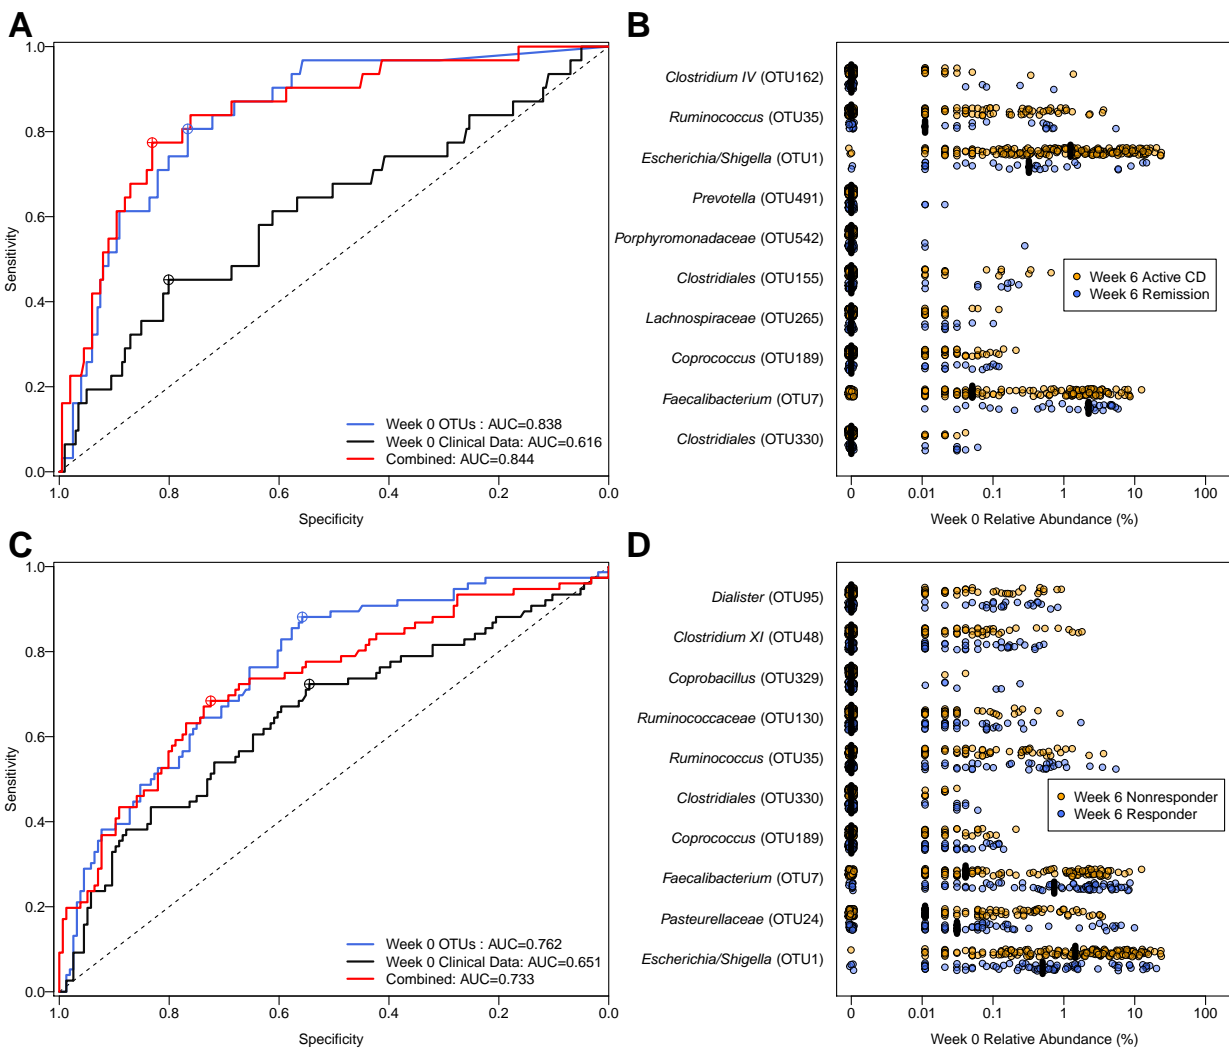 A
1.0
0.8
0.6
0.4
0.2
0.0
Sensitivity
1.0
0.8
0.6
0.4
0.2
0.0
Specificity
Week 0 OTUs : AUC=0.838
Week 0 Clinical Data: AUC=0.616
Combined: AUC=0.844
B
Clostridium IV (OTU162)
Ruminococcus (OTU35)
Escherichia/Shigella (OTU1)
Prevotella (OTU491)
Porphyromonadaceae (OTU542)
Clostridiales (OTU155)
Lachnospiraceae (OTU265)
Coprococcus (OTU189)
Faecalibacterium (OTU7)
Clostridiales (OTU330)
Week 6 Active CD
Week 6 Remission
0
0.01
0.1
1
10
100
Week 0 Relative Abundance (%)
C
1.0
0.8
0.6
0.4
0.2
0.0
Sensitivity
1.0
0.8
0.6
0.4
0.2
0.0
Specificity
Week 0 OTUs : AUC=0.762
Week 0 Clinical Data: AUC=0.651
Combined: AUC=0.733
D
Dialister (OTU95)
Clostridium XI (OTU48)
Coprobacillus (OTU329)
Ruminococcaceae (OTU130)
Ruminococcus (OTU35)
Clostridiales (OTU330)
Coprococcus (OTU189)
Faecalibacterium (OTU7)
Pasteurellaceae (OTU24)
Escherichia/Shigella (OTU1)
Week 6 Nonresponder
Week 6 Responder
0
0.01
0.1
1
10
100
Week 0 Relative Abundance (%)